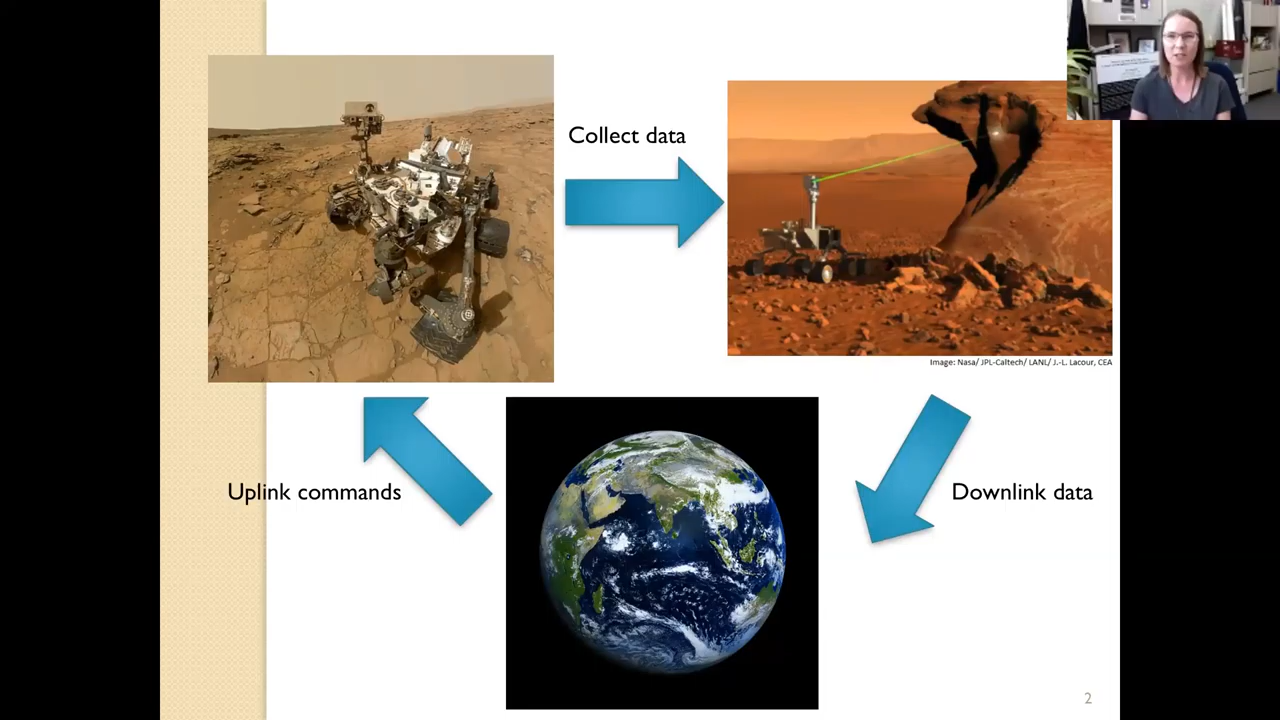 Collect data
Image: Nasa/ JPL-Caltech/ LANL/ J.-L. Lacour, CEA
Uplink commands
Downlink data
2